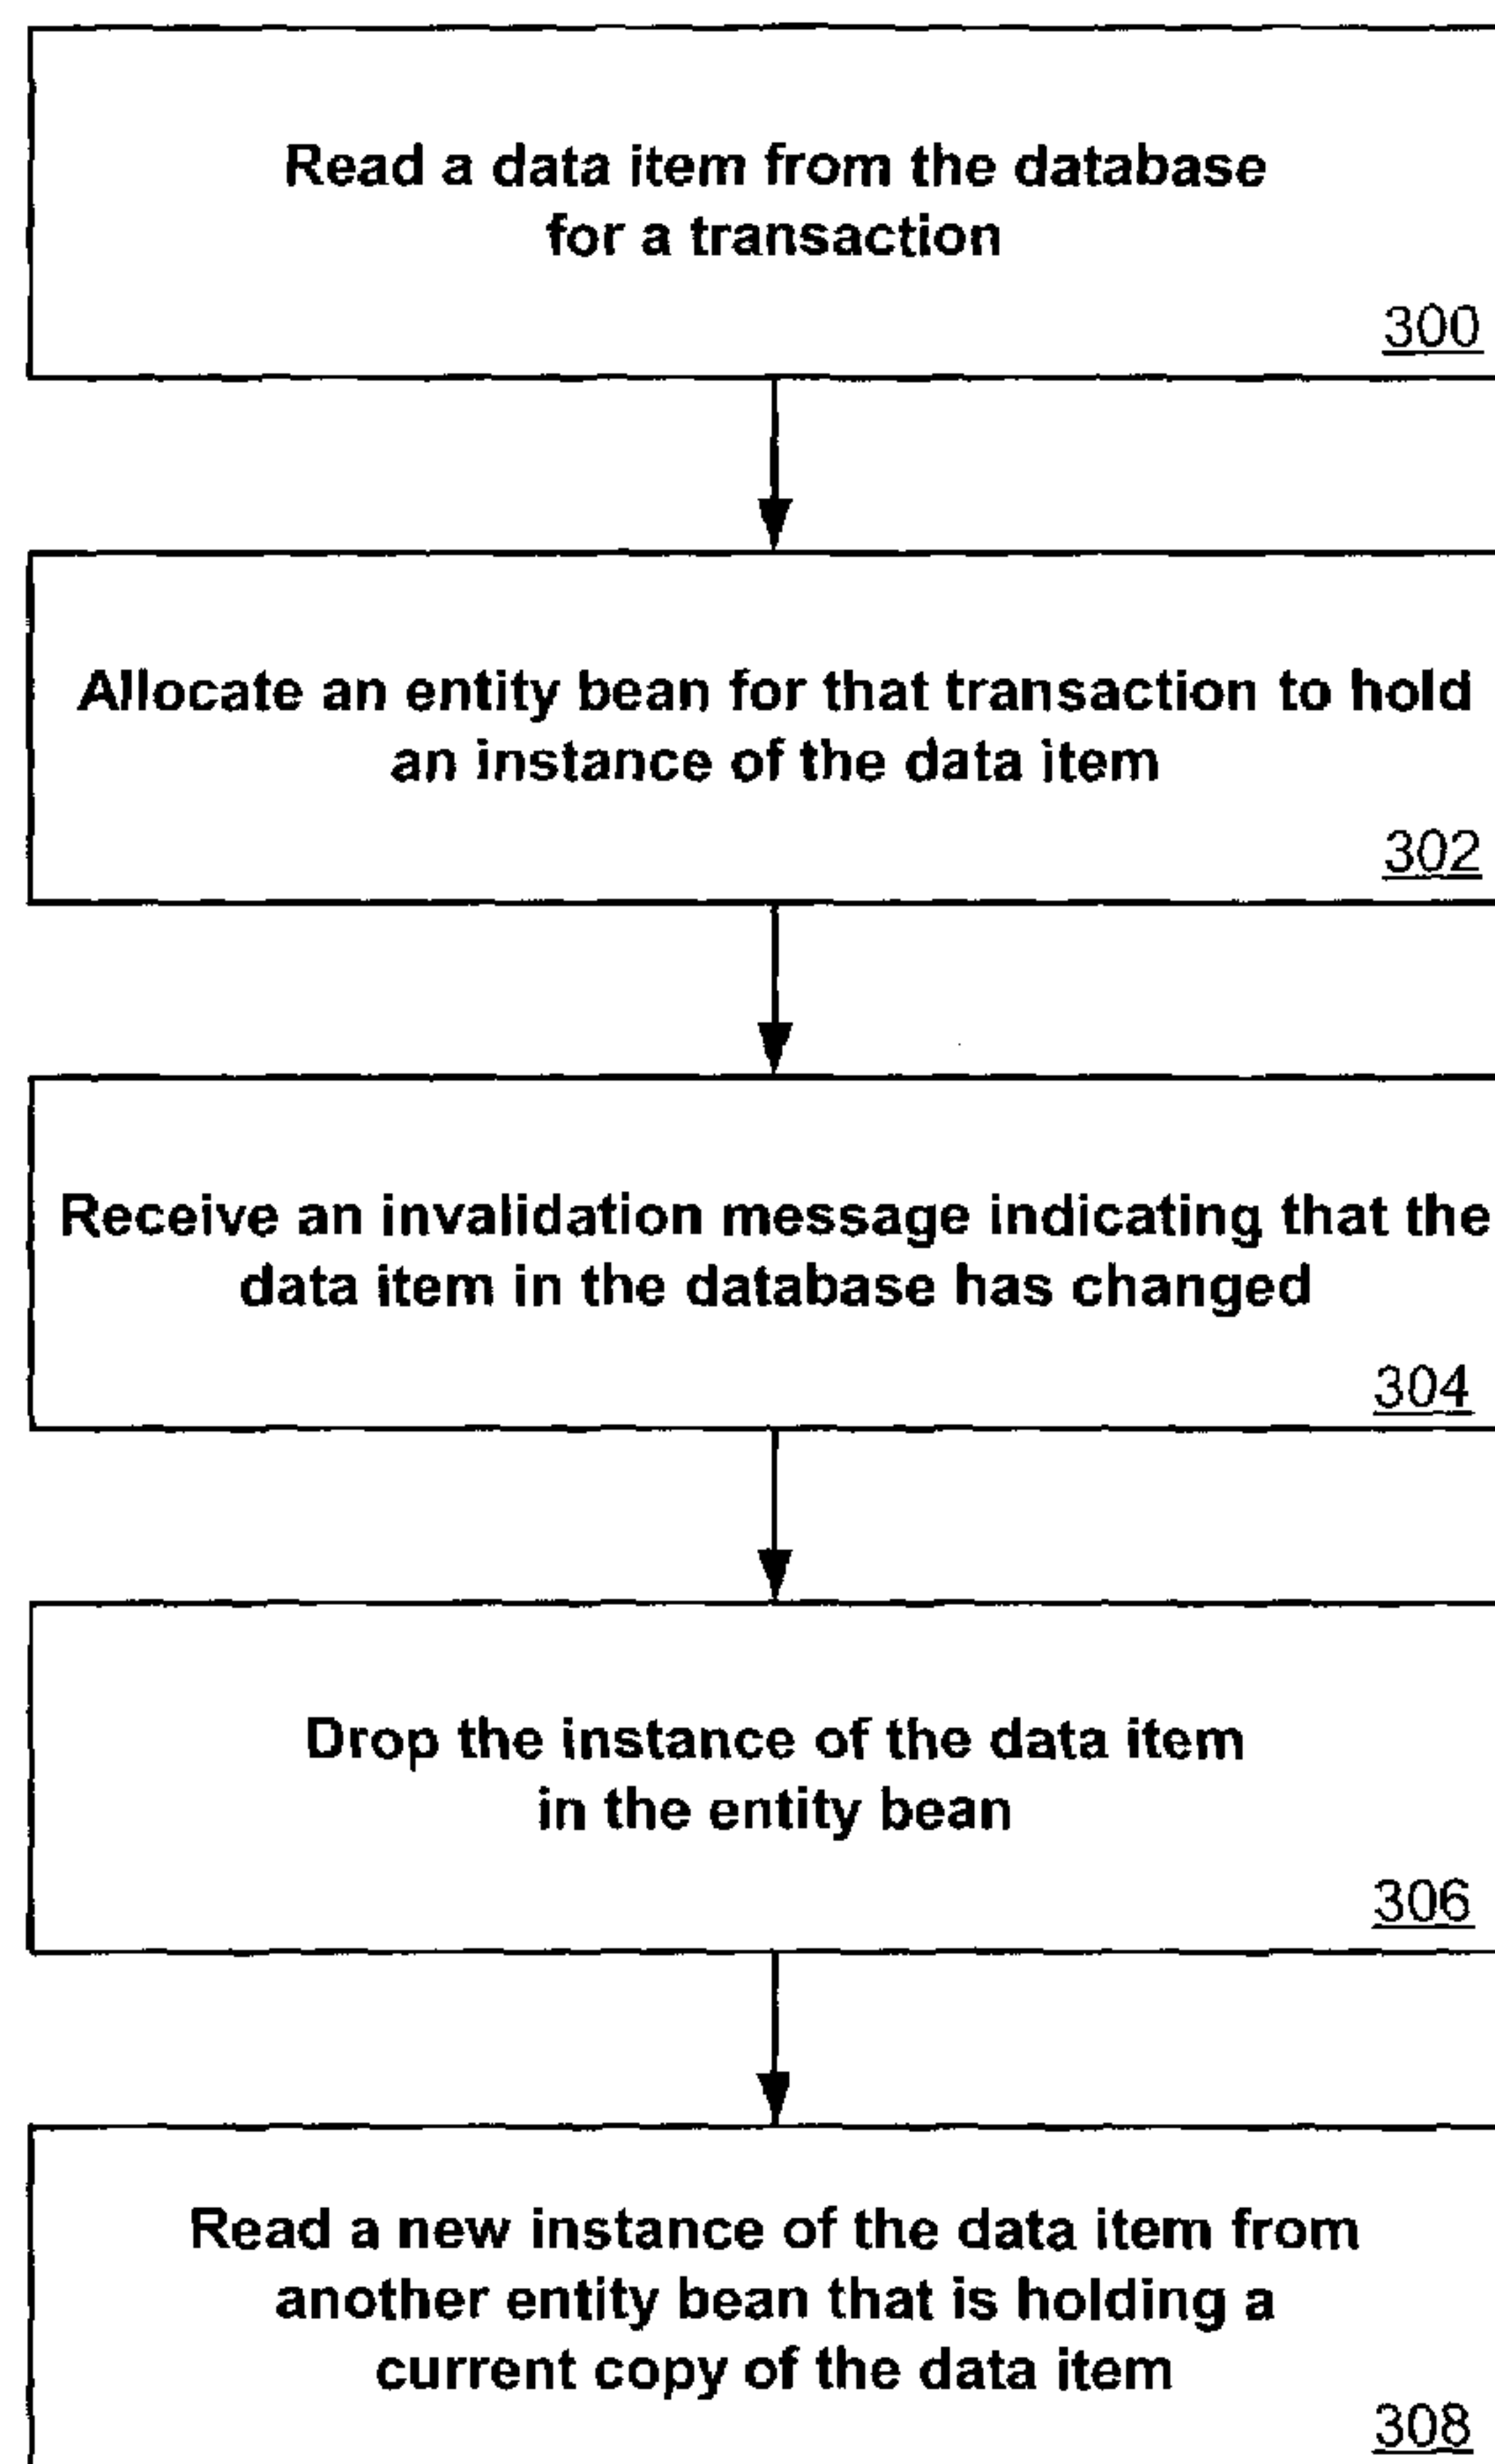 Read a data item from the database
for a transaction
300
Allocate an entity bean for that transaction to hold
an instance of the data item
302
Receive an invalidation message indicating that the
data item in the database has changed
304
Drop the instance of the data item
in the entity bean
306
Read a new instance of the data item from
another entity bean that is holding a
current copy of the data item
308